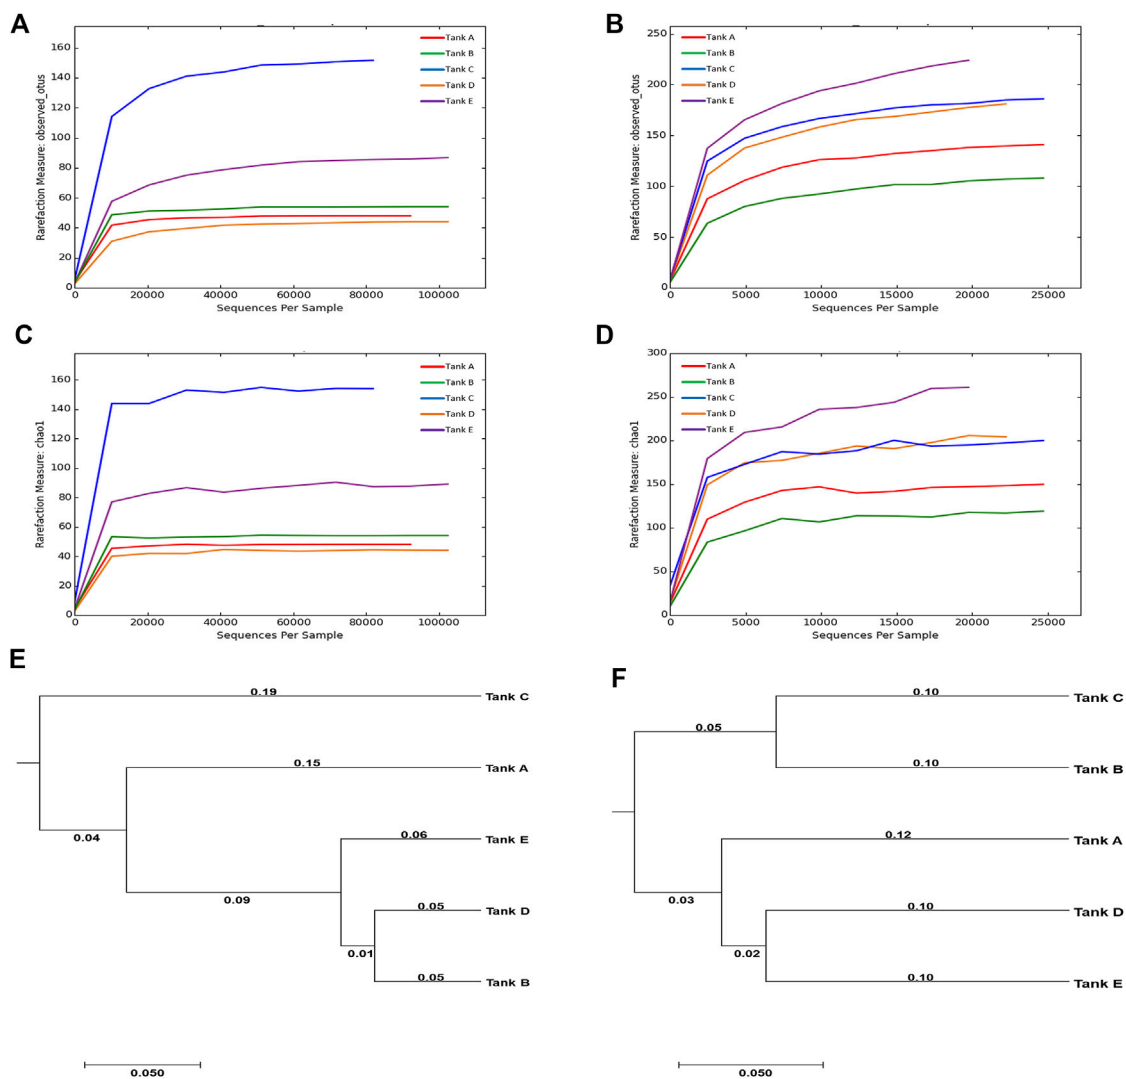 A
160
140
120
100
80
60
40
20
0
Rarefaction Measure: observed_otus
Tank A
Tank B
Tank C
Tank D
Tank E
0 20000 40000 60000 80000 100000
Sequences Per Sample
B
250
200
150
100
50
0
Rarefaction Measure: observed_otus
Tank A
Tank B
Tank C
Tank D
Tank E
0 5000 10000 15000 20000 25000
Sequences Per Sample
C
160
140
120
100
80
60
40
20
0
Rarefaction Measure: chao1
Tank A
Tank B
Tank C
Tank D
Tank E
0 20000 40000 60000 80000 100000
Sequences Per Sample
D
300
250
200
150
100
50
0
Rarefaction Measure: chao1
Tank A
Tank B
Tank C
Tank D
Tank E
0 5000 10000 15000 20000 25000
Sequences Per Sample
E
0.19
Tank C
0.15
Tank A
0.04
0.06
Tank E
0.09
0.05
Tank D
0.01
0.05
Tank B
0.050
F
0.10
Tank C
0.05
0.10
Tank B
0.12
Tank A
0.03
0.10
Tank D
0.02
0.10
Tank E
0.050